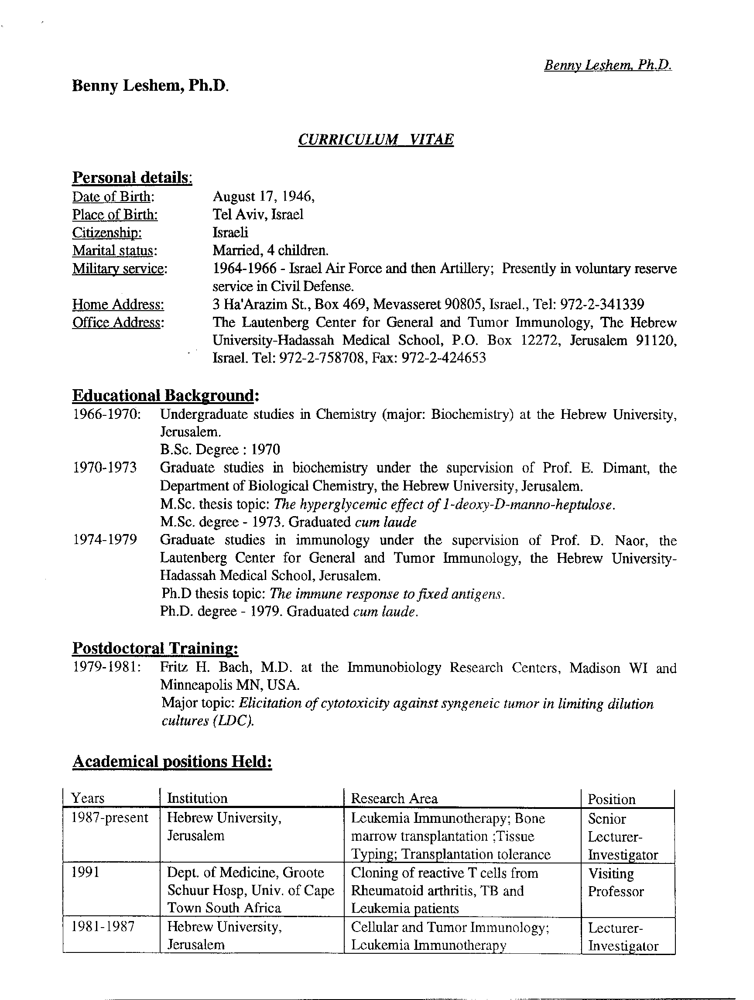 Benny Leshem, Ph.D.
Benny Leshem, Ph.D.
CURRICULUM VITAE
Personal details:
Date of Birth: August 17, 1946,
Place of Birth: Tel Aviv, Israel
Citizenship: Israeli
Marital status: Married, 4 children.
Military service: 1964-1966 - Israel Air Force and then Artillery; Presently in voluntary reserve
service in Civil Defense.
Home Address: 3 Ha'Arazim St., Box 469, Mevasseret 90805, Israel., Tel: 972-2-341339
Office Address: The Lautenberg Center for General and Tumor Immunology, The Hebrew
University-Hadassah Medical School, P.O. Box 12272, Jerusalem 91120,
Israel. Tel: 972-2-758708, Fax: 972-2-424653
Educational Background:
1966-1970: Undergraduate studies in Chemistry (major: Biochemistry) at the Hebrew University,
Jerusalem.
B.Sc. Degree : 1970
1970-1973 Graduate studies in biochemistry under the supervision of Prof. E. Dimant, the
Department of Biological Chemistry, the Hebrew University, Jerusalem.
M.Sc. thesis topic: The hyperglycemic effect of 1-deoxy-D-manno-heptulose.
M.Sc. degree - 1973. Graduated cum laude
1974-1979 Graduate studies in immunology under the supervision of Prof. D. Naor, the
Lautenberg Center for General and Tumor Immunology, the Hebrew University-
Hadassah Medical School, Jerusalem.
Ph.D thesis topic: The immune response to fixed antigens.
Ph.D. degree - 1979. Graduated cum laude.
Postdoctoral Training:
1979-1981: Fritz H. Bach, M.D. at the Immunobiology Research Centers, Madison WI and
Minneapolis MN, USA.
Major topic: Elicitation of cytotoxicity against syngeneic tumor in limiting dilution
cultures (LDC).
Academical positions Held:
Years Institution Research Area Position
1987-present Hebrew University, Leukemia Immunotherapy; Bone Senior
Jerusalem marrow transplantation ;Tissue Lecturer-
Typing; Transplantation tolerance Investigator
1991 Dept. of Medicine, Groote Cloning of reactive T cells from Visiting
Schuur Hosp, Univ. of Cape Rheumatoid arthritis, TB and Professor
Town South Africa Leukemia patients
1981-1987 Hebrew University, Cellular and Tumor Immunology; Lecturer-
Jerusalem Leukemia Immunotherapy Investigator